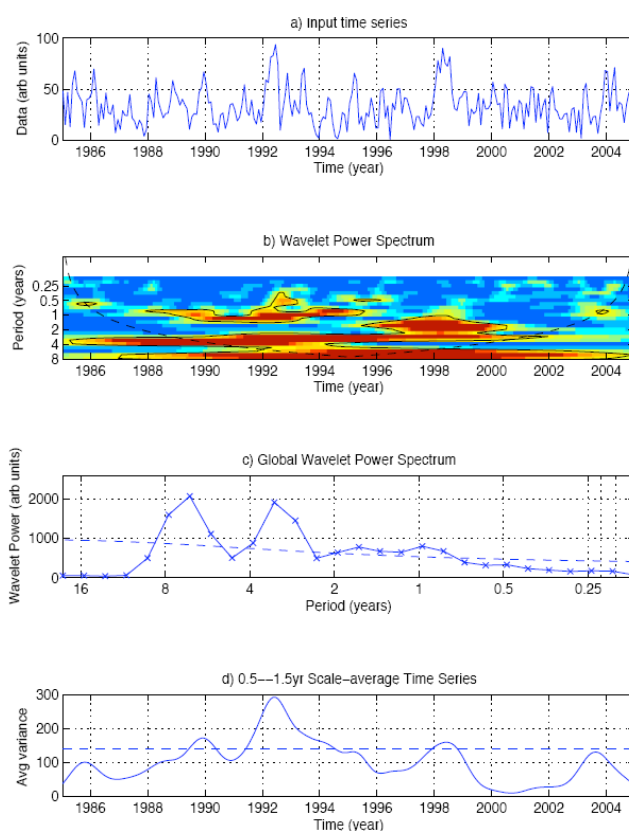 a) Input time series
Data (arb units)
100
50
0
1986 1988 1990 1992 1994 1996 1998 2000 2002 2004
Time (year)
b) Wavelet Power Spectrum
Period (years)
0.25
0.5
1
2
4
8
1986 1988 1990 1992 1994 1996 1998 2000 2002 2004
Time (year)
c) Global Wavelet Power Spectrum
Wavelet Power (arb units)
2000
1000
0
16 8 4 2 1 0.5 0.25
Period (years)
d) 0.5--1.5yr Scale-average Time Series
Avg variance
300
200
100
0
1986 1988 1990 1992 1994 1996 1998 2000 2002 2004
Time (year)